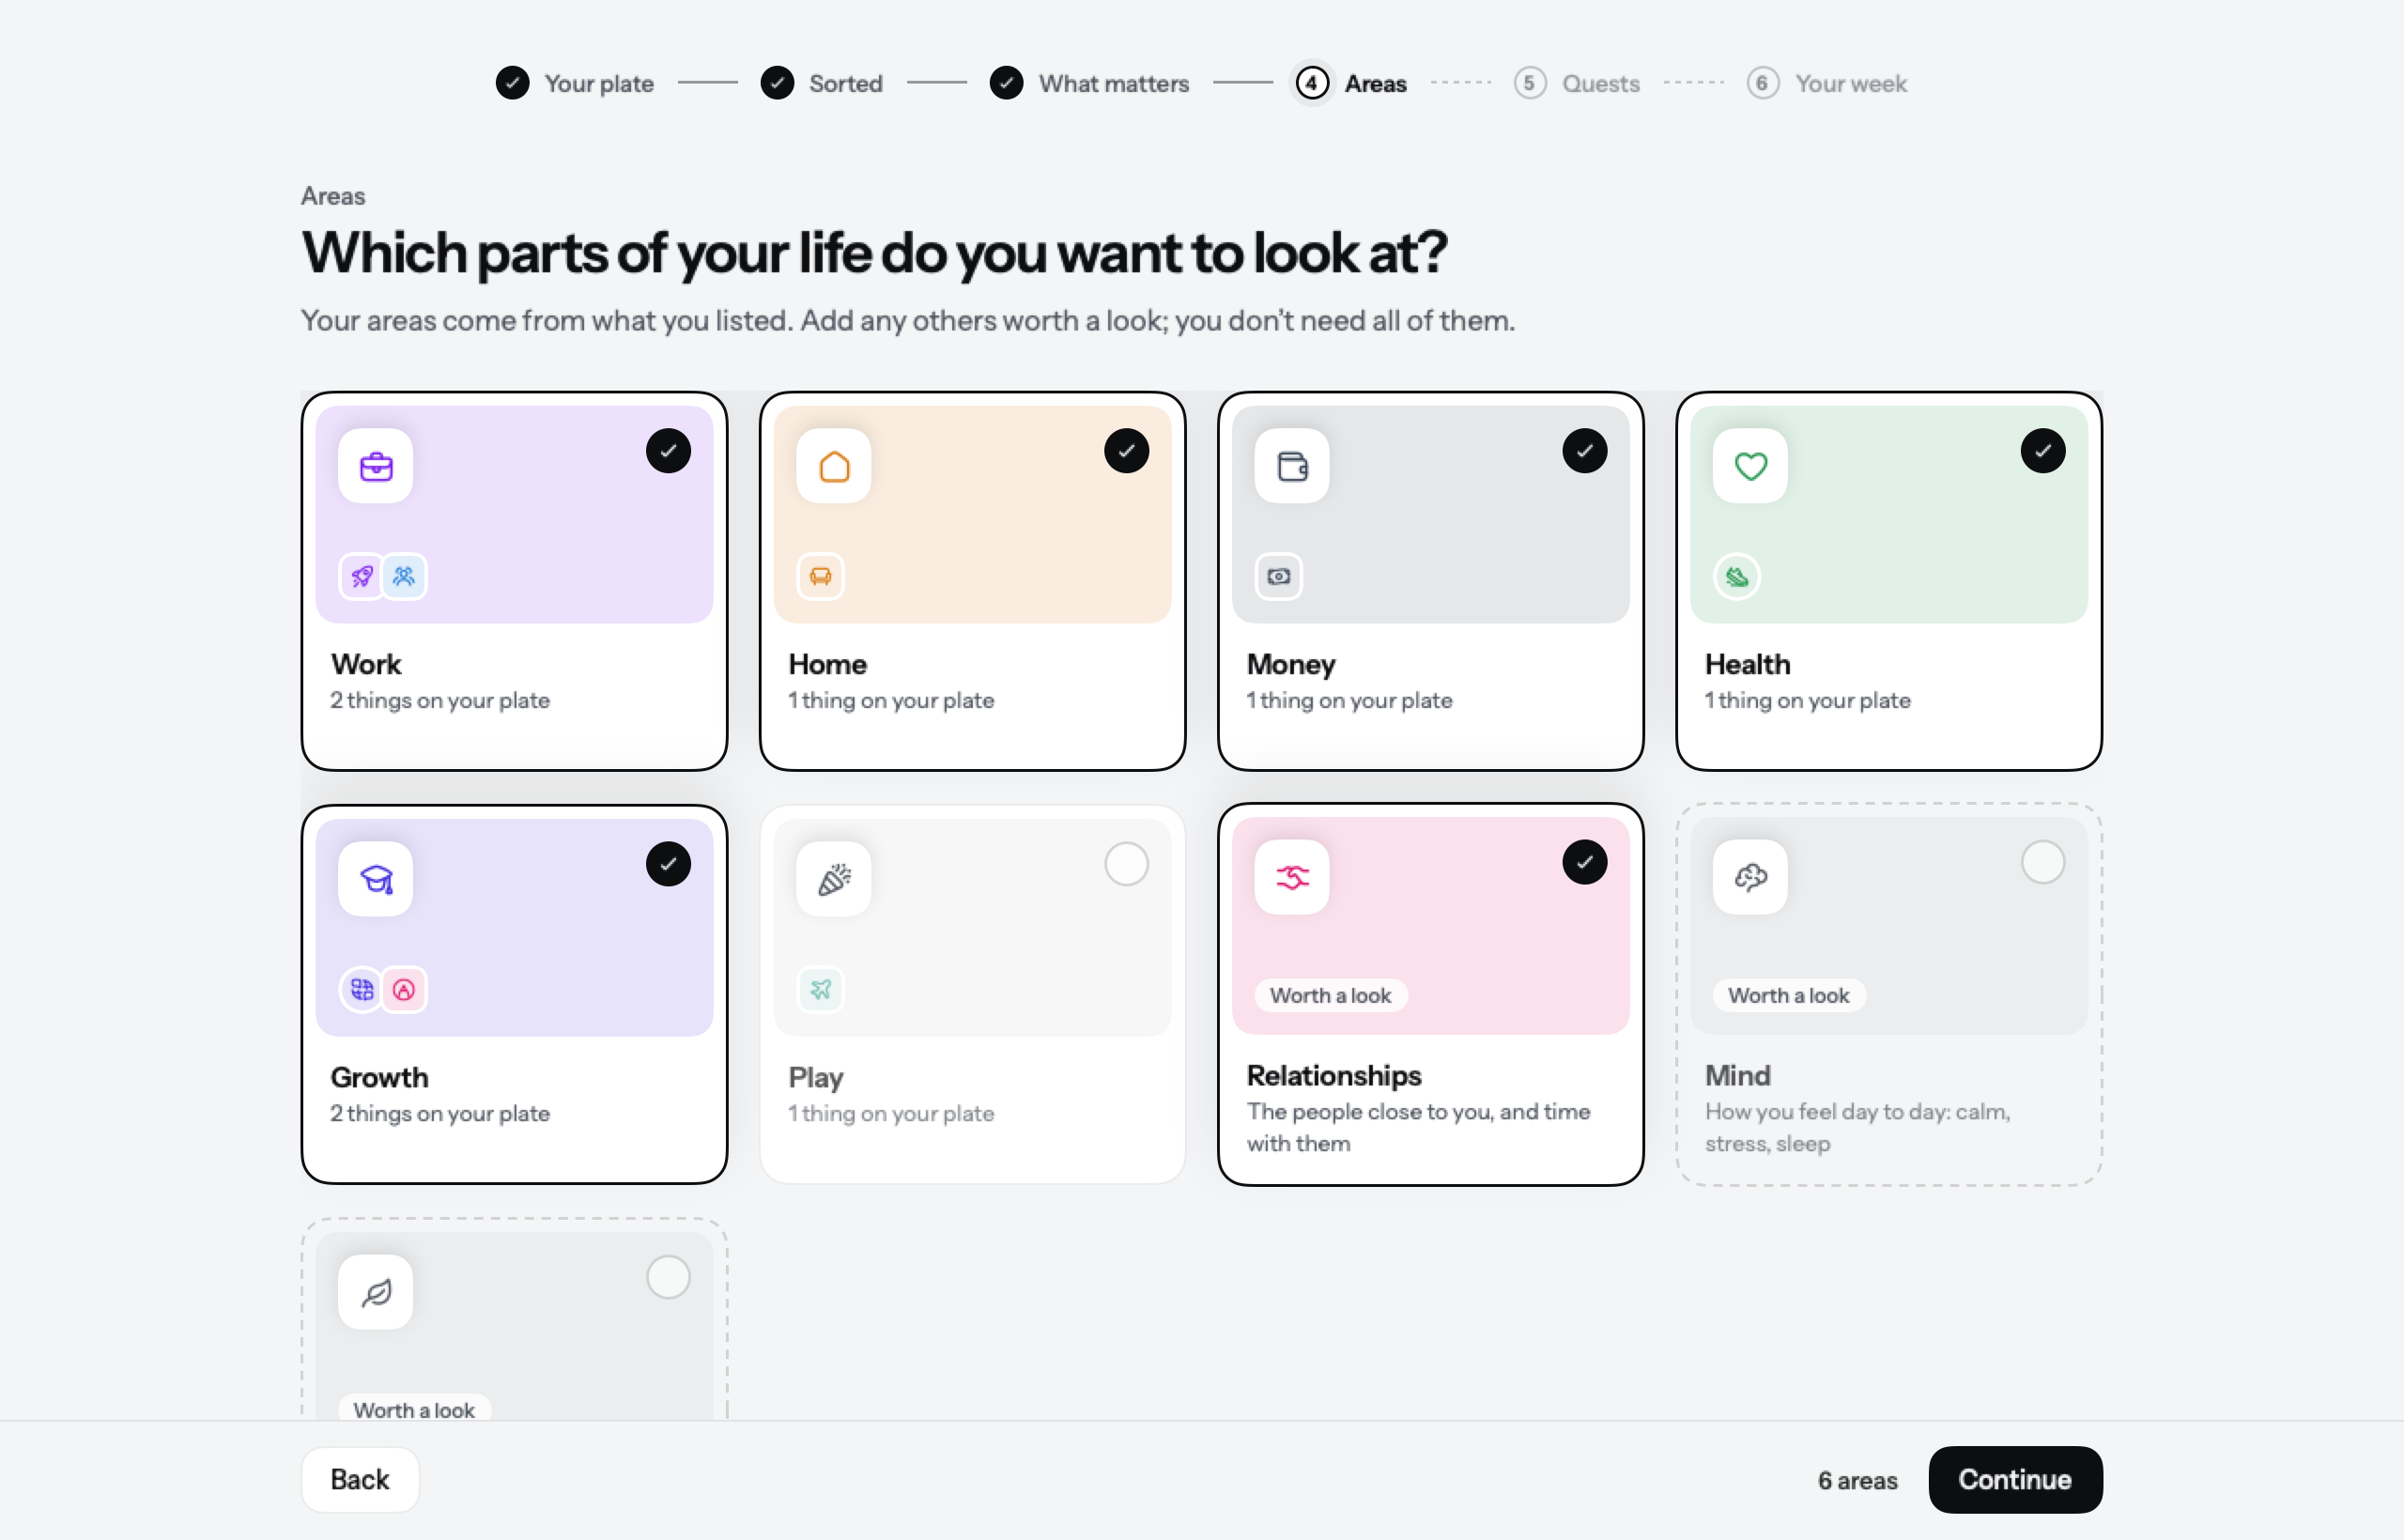 Your plate
Sorted
What matters
4 Areas
5 Quests
6 Your week
Areas
Which parts of your life do you want to look at?
Your areas come from what you listed. Add any others worth a look; you don’t need all of them.
Work
2 things on your plate
Home
1 thing on your plate
Money
1 thing on your plate
Health
1 thing on your plate
Growth
2 things on your plate
Play
1 thing on your plate
Worth a look
Relationships
The people close to you, and time
with them
Worth a look
Mind
How you feel day to day: calm,
stress, sleep
Worth a look
Back
6 areas
Continue